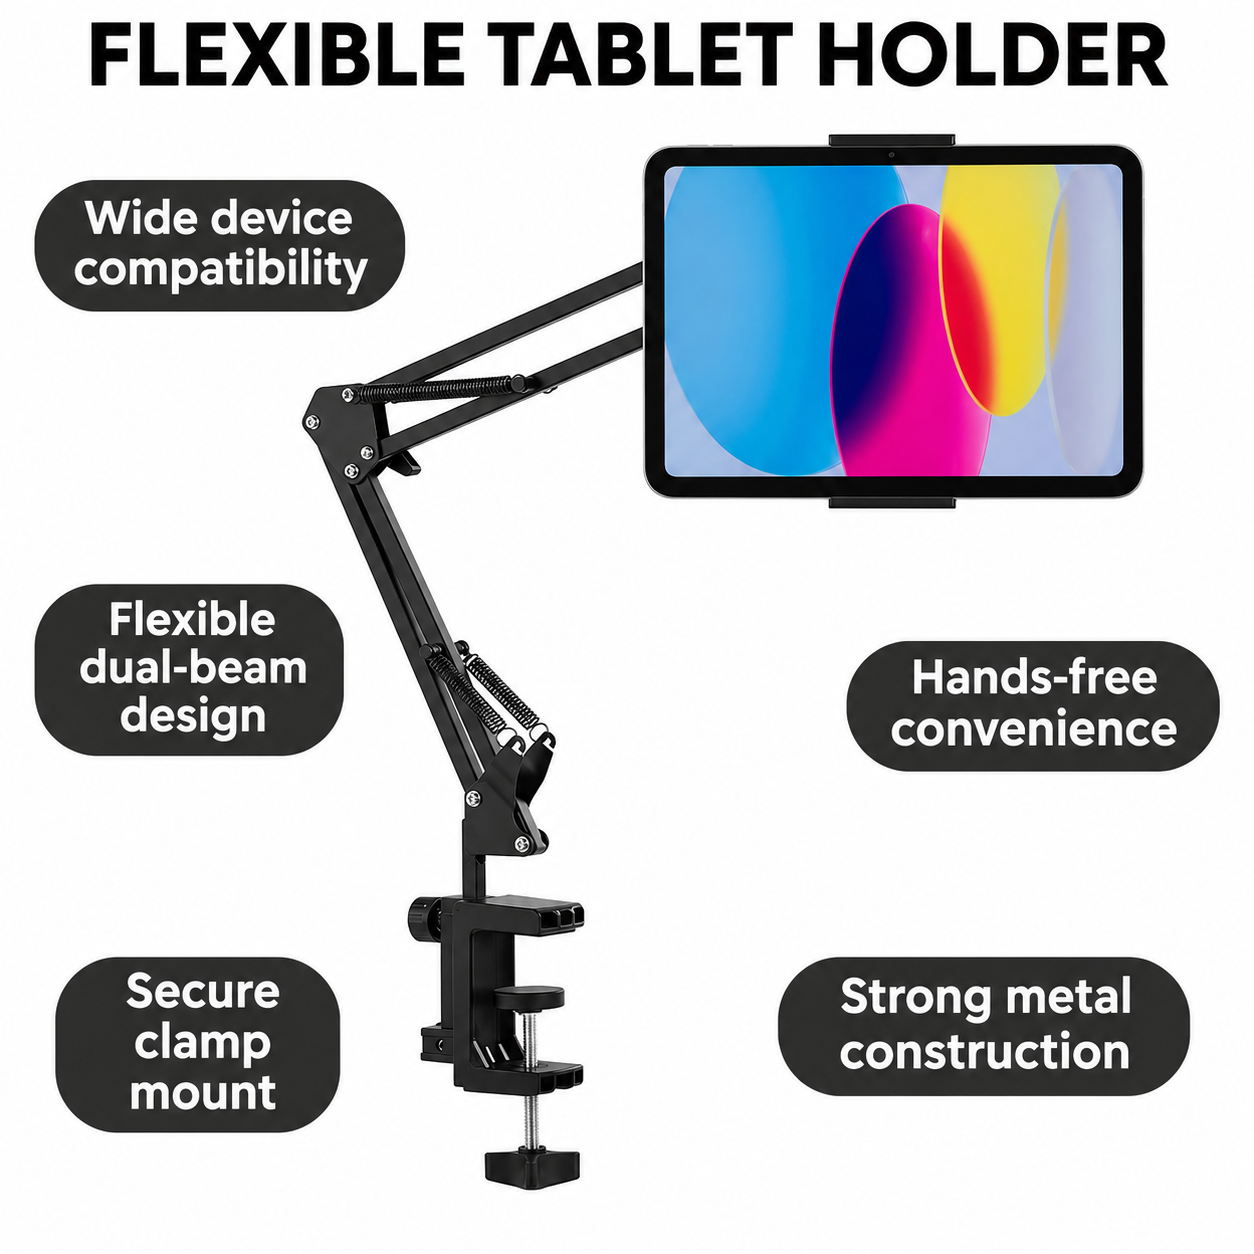 FLEXIBLE TABLET HOLDER
Wide device
compatibility
Flexible
dual-beam
design
Hands-free
convenience
Secure
clamp
mount
Strong metal
construction